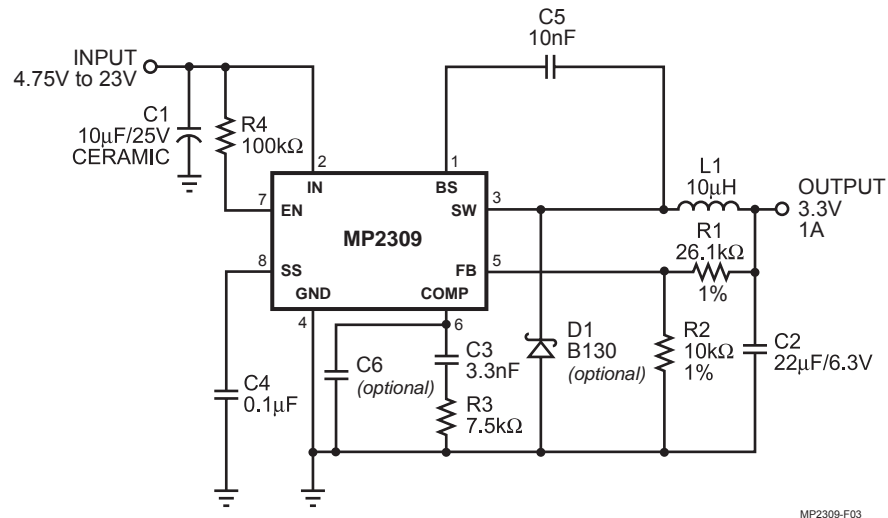 C5
10nF
INPUT
4.75V to 23V
C1
10μF/25V
CERAMIC
R4
100kΩ
2
1
IN
BS
7
EN
SW
3
L1
10μH
OUTPUT
3.3V
1A
MP2309
R1
26.1kΩ
1%
8
SS
FB
5
GND
COMP
4
6
C4
0.1μF
C6
(optional)
C3
3.3nF
R3
7.5kΩ
D1
B130
(optional)
R2
10kΩ
1%
C2
22μF/6.3V
MP2309-F03